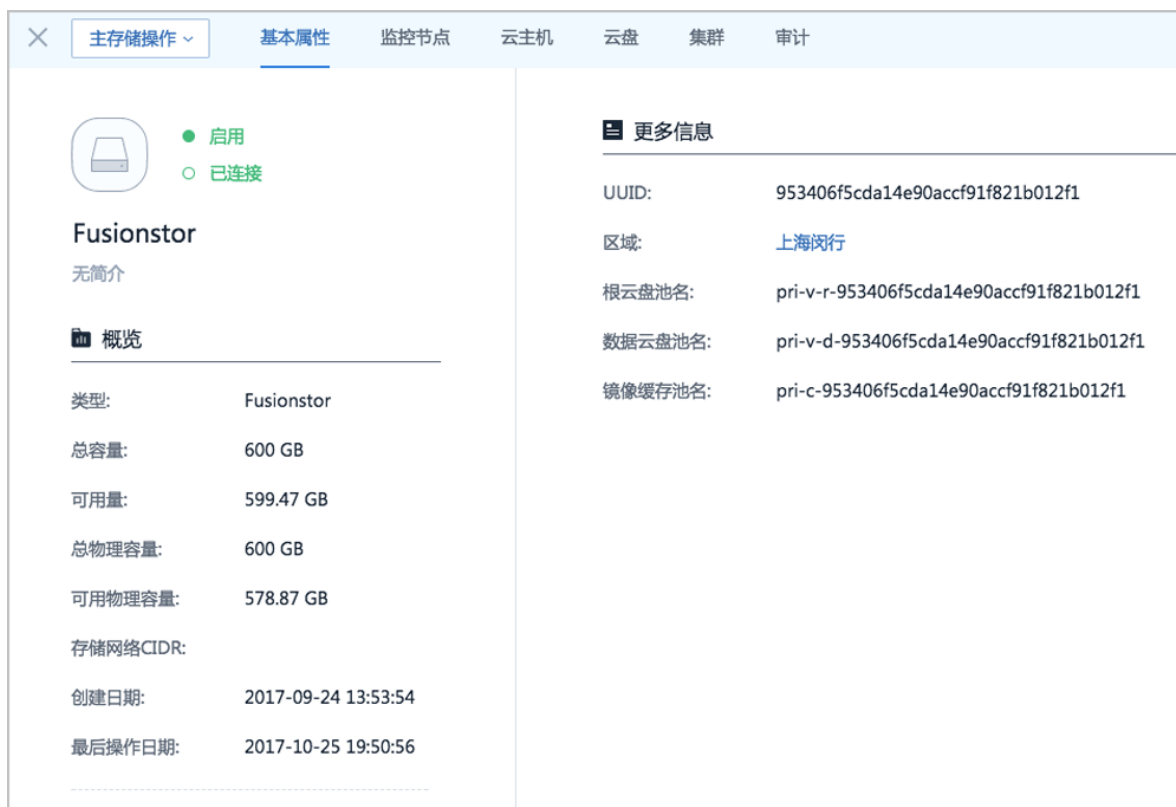 主存储操作 基本属性 监控节点 云主机 云盘 集群 审计
启用
已连接
Fusionstor
无简介
概览
类型: Fusionstor
总容量: 600 GB
可用量: 599.47 GB
总物理容量: 600 GB
可用物理容量: 578.87 GB
存储网络CIDR:
创建日期: 2017-09-24 13:53:54
最后操作日期: 2017-10-25 19:50:56
更多信息
UUID: 953406f5cda14e90accf91f821b012f1
区域: 上海闵行
根云盘池名: pri-v-r-953406f5cda14e90accf91f821b012f1
数据云盘池名: pri-v-d-953406f5cda14e90accf91f821b012f1
镜像缓存池名: pri-c-953406f5cda14e90accf91f821b012f1